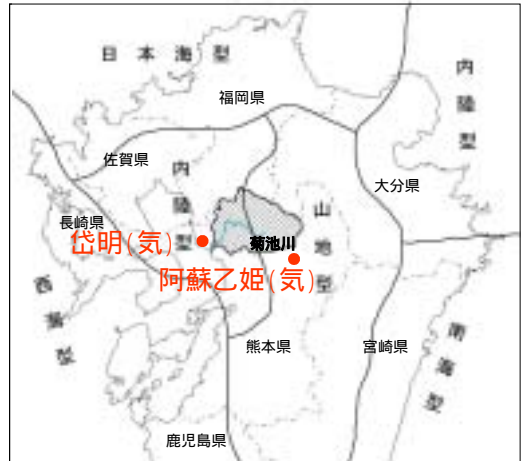 日本海型
内陸型
福岡県
佐賀県
大分県
内陸型
長崎県
山地型
岱明(気)
菊池川
阿蘇乙姫(気)
西海型
熊本県
宮崎県
南海型
鹿児島県